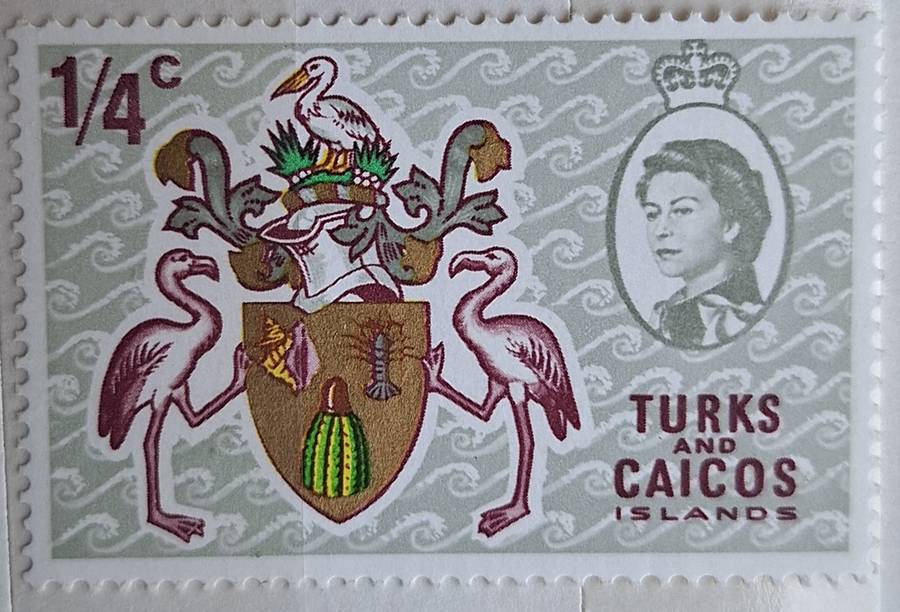 1/4c
TURKS
AND
CAICOS
ISLANDS